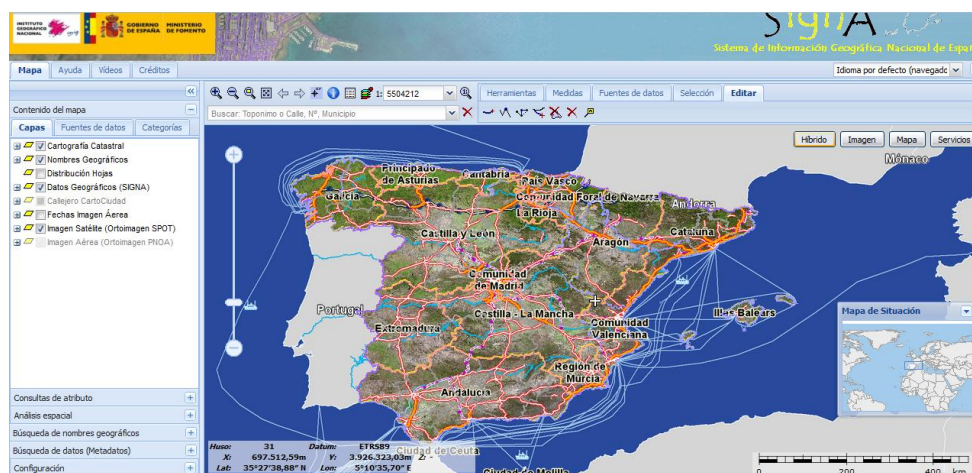 INSTITUTO
GEOGRÁFICO
NACIONAL
GOBIERNO DE ESPAÑA
MINISTERIO DE FOMENTO
SignA
Sistema de Información Geográfica Nacional de Espa
Mapa Ayuda Vídeos Créditos
Idioma por defecto (navegadc
1: 5504212
Herramientas Medidas Fuentes de datos Selección Editar
Contenido del mapa
Buscar: Toponimo o Calle, Nº, Municipio
Capas Fuentes de datos Categorías
Cartografía Catastral
Nombres Geográficos
Distribución Hojas
Datos Geográficos (SIGNA)
Callejero CartoCiudad
Fechas Imagen Áerea
Imagen Satélite (Ortoimagen SPOT)
Imagen Aérea (Ortoimagen PNOA)
Consultas de atributo
Análisis espacial
Búsqueda de nombres geográficos
Búsqueda de datos (Metadatos)
Configuración
Híbrido Imagen Mapa Servicios
Mónaco
Principado
de Asturias
Cantabria
País Vasco
Galicia
Comunidad Foral de Navarra
Andorra
La Rioja
Castilla y León
Aragón
Cataluña
Comunidad
de Madrid
Portugal
Castilla - La Mancha
Extremadura
Comunidad
Valenciana
Illes Balears
Región de
Murcia
Andalucía
Ciudad de Ceuta
Ciudad de Melilla
Mapa de Situación
Huso: 31 Datum: ETRS89
X: 697.512,59m Y: 3.926.323,03m Z: -
Lat: 35°27'38,88" N Lon: 5°10'35,70" E
0 200 400 km